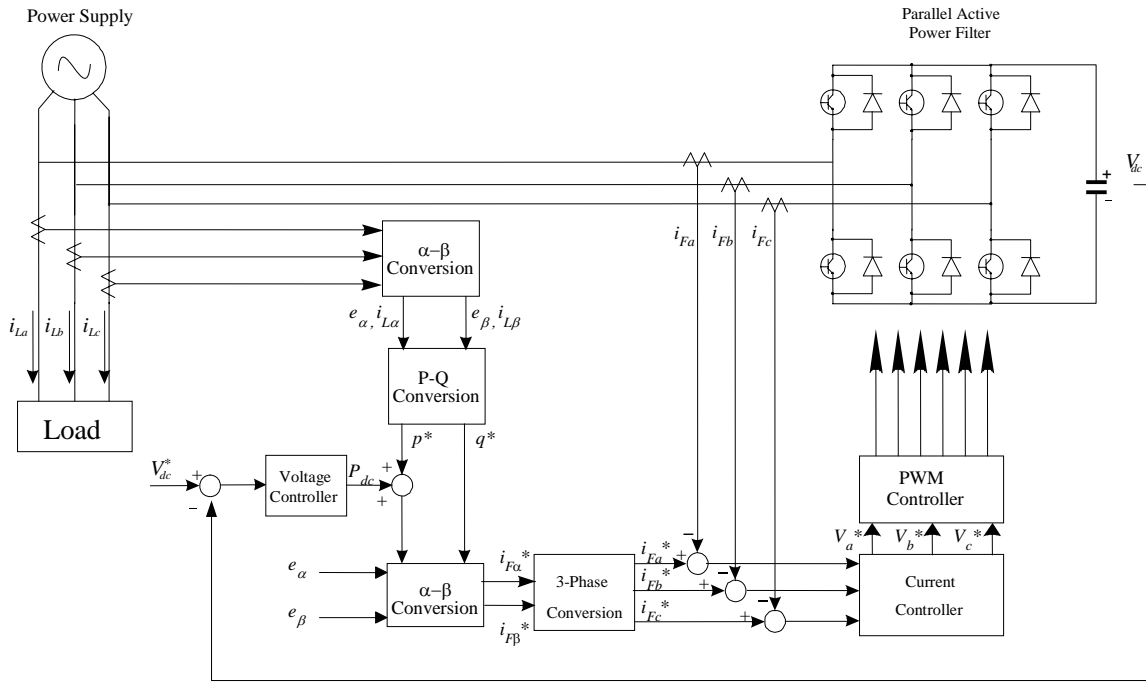 Power Supply
Parallel Active
Power Filter
V_dc
+
−
i_Fa
i_Fb
i_Fc
α−β
Conversion
i_La
i_Lb
i_Lc
e_α, i_Lα
e_β, i_Lβ
P-Q
Conversion
Load
p*
q*
V_dc*
+
−
Voltage
Controller
P_dc
+
+
PWM
Controller
V_a*
V_b*
V_c*
e_α
e_β
α−β
Conversion
i_Fα*
i_Fβ*
3-Phase
Conversion
i_Fa*
i_Fb*
i_Fc*
−
+
−
+
−
+
Current
Controller